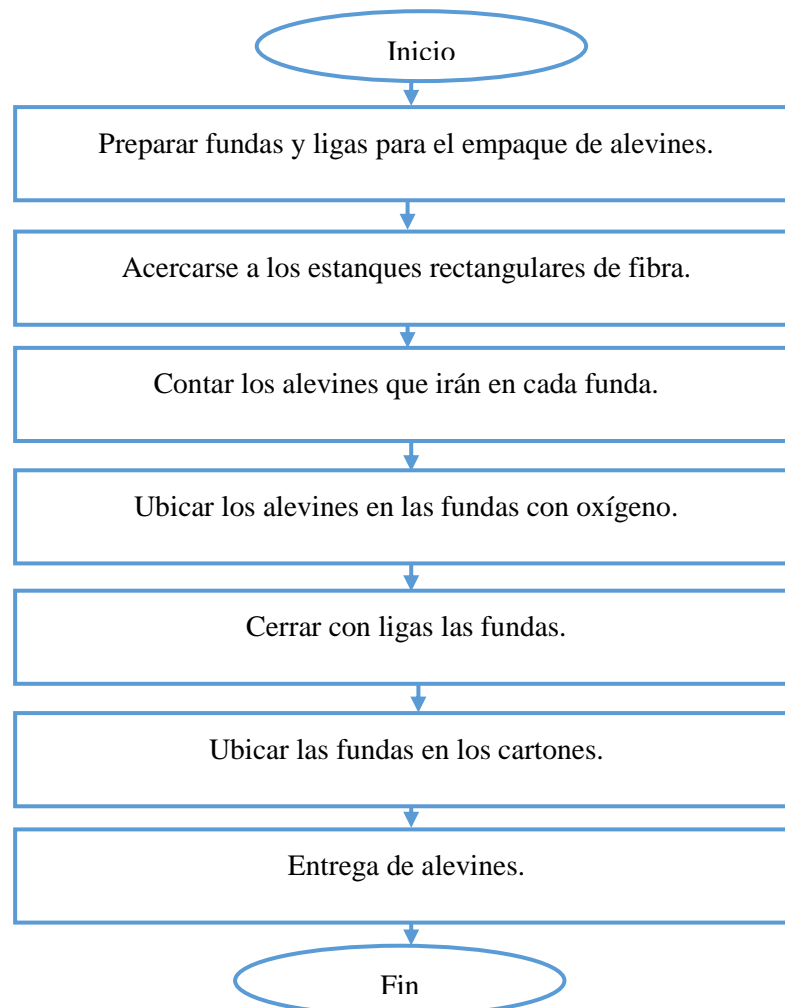 Inicio
Preparar fundas y ligas para el empaque de alevines.
Acercarse a los estanques rectangulares de fibra.
Contar los alevines que irán en cada funda.
Ubicar los alevines en las fundas con oxígeno.
Cerrar con ligas las fundas.
Ubicar las fundas en los cartones.
Entrega de alevines.
Fin